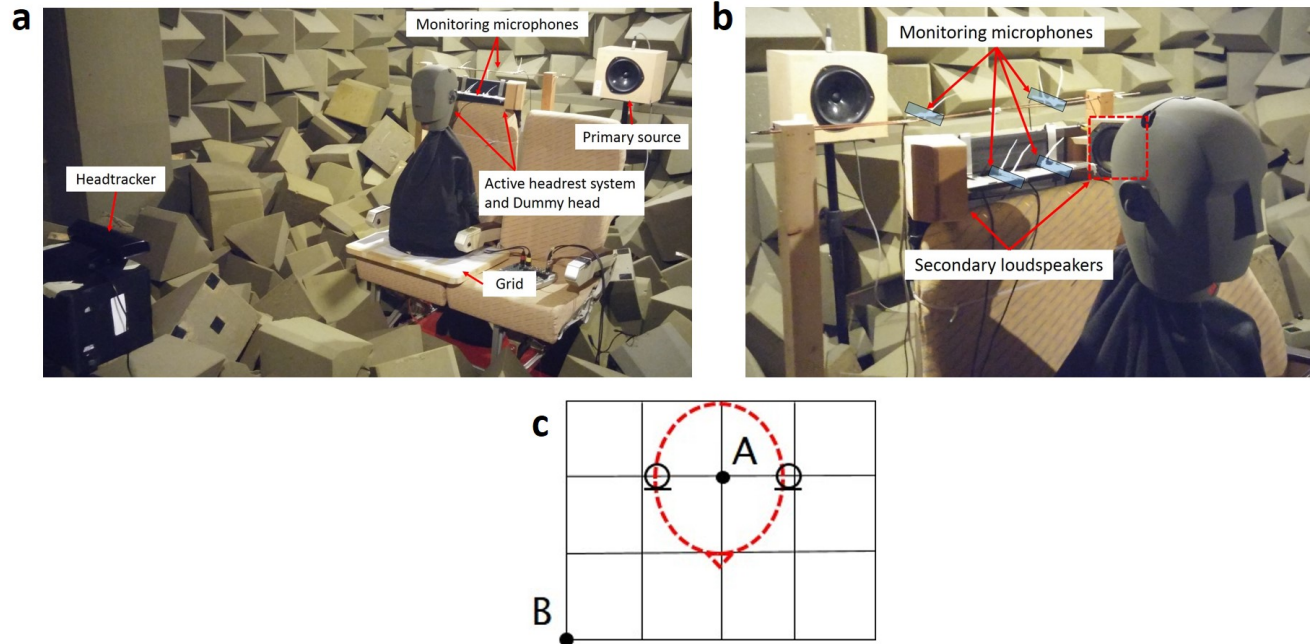 a
Monitoring microphones
Primary source
Headtracker
Active headrest system
and Dummy head
Grid
b
Monitoring microphones
Secondary loudspeakers
c
A
B